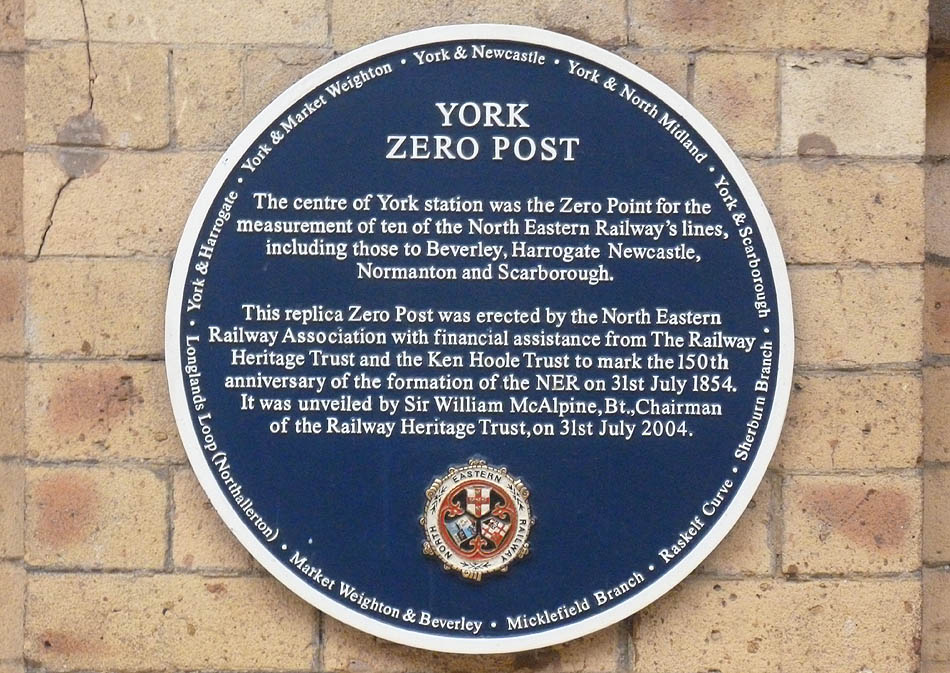 YORK
ZERO POST
The centre of York station was the Zero Point for the
measurement of ten of the North Eastern Railway's lines,
including those to Beverley, Harrogate Newcastle,
Normanton and Scarborough.
This replica Zero Post was erected by the North Eastern
Railway Association with financial assistance from The Railway
Heritage Trust and the Ken Hoole Trust to mark the 150th
anniversary of the formation of the NER on 31st July 1854.
It was unveiled by Sir William McAlpine, Bt., Chairman
of the Railway Heritage Trust, on 31st July 2004.
NORTH EASTERN RAILWAY
York & Newcastle • York & North Midland • York & Scarborough • Sherburn Branch • Raskelf Curve • Micklefield Branch • Market Weighton & Beverley • Longlands Loop (Northallerton) • York & Harrogate • York & Market Weighton •